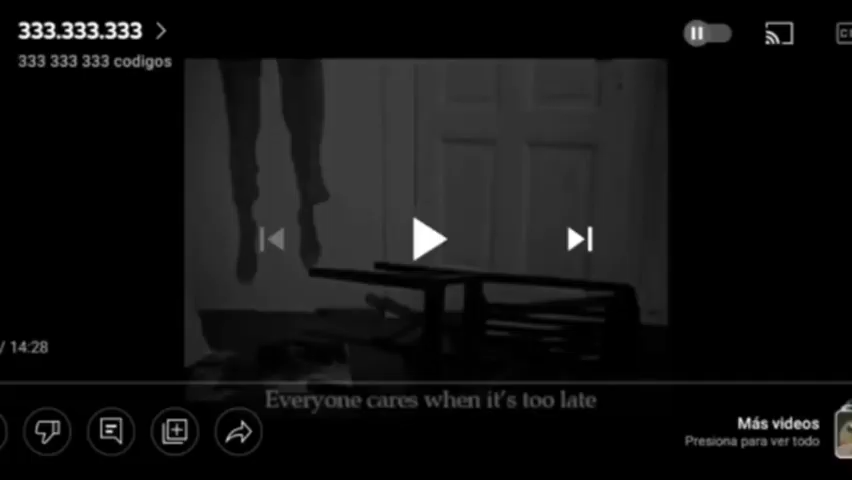 333.333.333
333 333 333 codigos
/ 14:28
Everyone cares when it's too late
Más videos
Presiona para ver todo